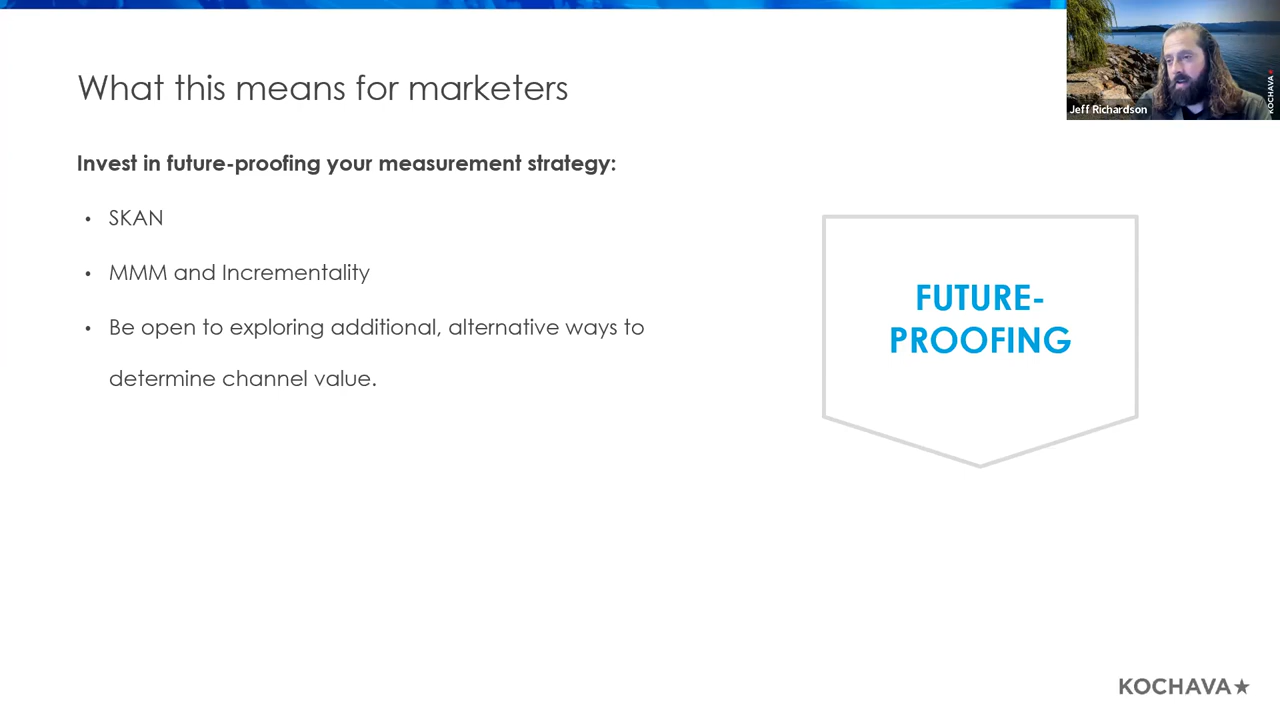 What this means for marketers
Jeff Richardson
KOCHAVA★
Invest in future-proofing your measurement strategy:
• SKAN
• MMM and Incrementality
• Be open to exploring additional, alternative ways to
determine channel value.
FUTURE-
PROOFING
KOCHAVA★